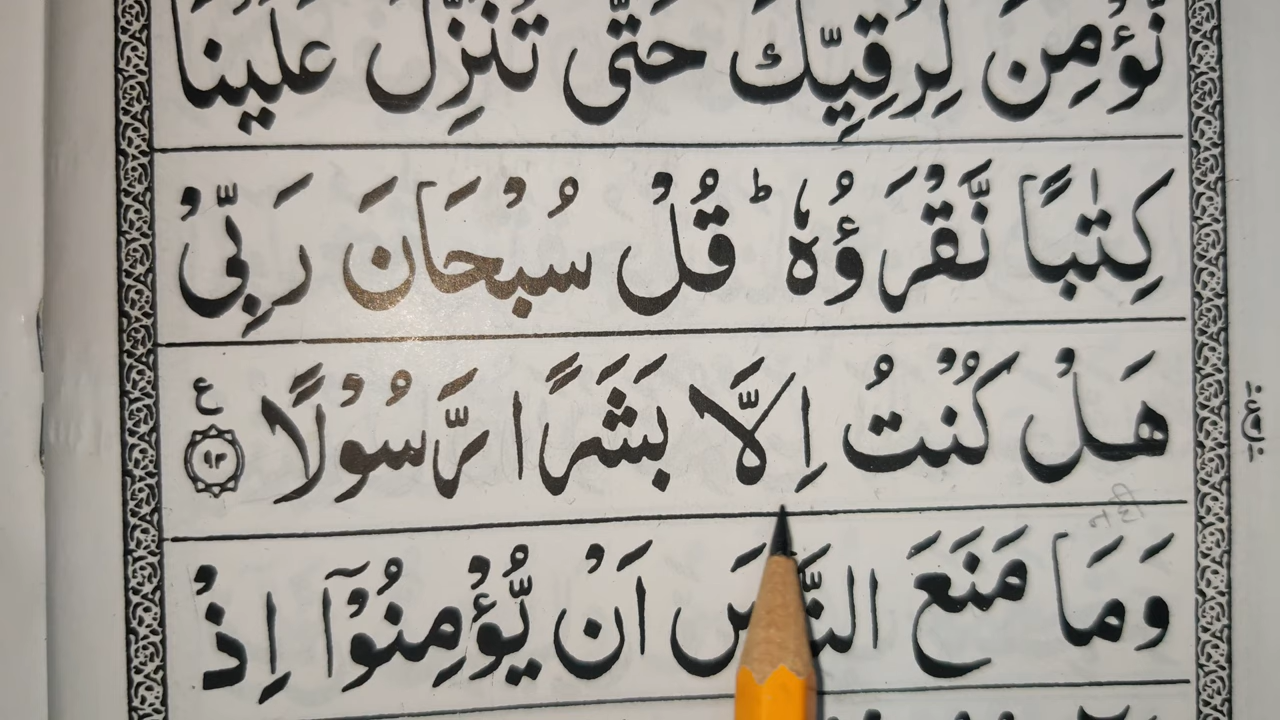 نُّؤْمِنَ لِرُقِيِّكَ حَتّٰى تُنَزِّلَ عَلَيْنَا
كِتٰبًا نَّقْرَؤُهٗ ؕ قُلْ سُبْحَانَ رَبِّىْ
هَلْ كُنْتُ اِلَّا بَشَرًا رَّسُوْلًا ۹۳ ع
وَمَا مَنَعَ النَّاسَ اَنْ يُّؤْمِنُوْۤا اِذْ